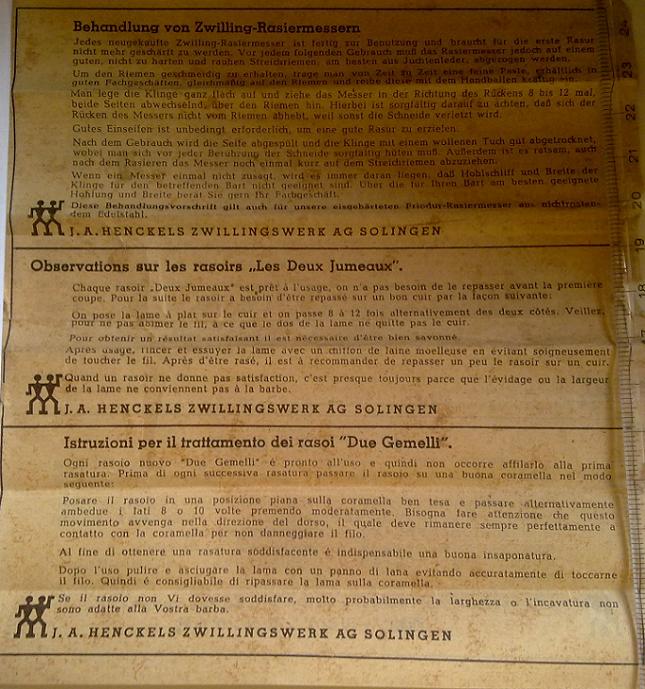 Behandlung von Zwilling-Rasiermessern
Jedes neugekaufte Zwilling-Rasiermesser ist fertig zur Benutzung und braucht für die erste Rasur
nicht mehr geschärft zu werden. Vor jedem folgenden Gebrauch muß das Rasiermesser jedoch auf einem
guten, nicht zu harten und rauhen Streichriemen, am besten aus Juchtenleder, abgezogen werden.
Um den Riemen geschmeidig zu erhalten, trage man von Zeit zu Zeit eine feine Paste, erhältlich in
guten Fachgeschäften, gleichmäßig auf den Riemen und reibe diese mit dem Handballen kräftig ein.
Man lege die Klinge ganz flach auf und ziehe das Messer in der Richtung des Rückens 8 bis 12 mal,
beide Seiten abwechselnd, über den Riemen hin. Hierbei ist sorgfältig darauf zu achten, daß sich der
Rücken des Messers nicht vom Riemen abhebt, weil sonst die Schneide verletzt wird.
Gutes Einseifen ist unbedingt erforderlich, um eine gute Rasur zu erzielen.
Nach dem Gebrauch wird die Seife abgespült und die Klinge mit einem wollenen Tuch gut abgetrocknet,
wobei man sich vor jeder Berührung der Schneide sorgfältig hüten muß. Außerdem ist es ratsam, auch
nach dem Rasieren das Messer noch einmal kurz auf dem Streichriemen abzuziehen.
Wenn ein Messer einmal nicht zusagt, wird es immer daran liegen, daß Hohlschliff und Breite der
Klinge für den betreffenden Bart nicht geeignet sind. Über die für Ihren Bart am besten geeignete
Hohlung und Breite berät Sie gern Ihr Fachgeschäft.
Diese Behandlungsvorschrift gilt auch für unsere eisgehärteten Friodur-Rasiermesser aus nichtrosten-
dem Edelstahl.
J. A. HENCKELS ZWILLINGSWERK AG SOLINGEN
Observations sur les rasoirs „Les Deux Jumeaux".
Chaque rasoir „Deux Jumeaux" est prêt à l'usage, on n'a pas besoin de le repasser avant la première
coupe. Pour la suite le rasoir a besoin d'être repassé sur un bon cuir par la façon suivante:
On pose la lame à plat sur le cuir et on passe 8 à 12 fois alternativement des deux côtés. Veillez,
pour ne pas abîmer le fil, à ce que le dos de la lame ne quitte pas le cuir.
Pour obtenir un résultat satisfaisant il est nécessaire d'être bien savonné.
Après usage, rincer et essuyer la lame avec un chiffon de laine moelleuse en évitant soigneusement
de toucher le fil. Après d'être rasé, il est à recommander de repasser un peu le rasoir sur un cuir.
Quand un rasoir ne donne pas satisfaction, c'est presque toujours parce que l'évidage ou la largeur
de la lame ne conviennent pas à la barbe.
J. A. HENCKELS ZWILLINGSWERK AG SOLINGEN
Istruzioni per il trattamento dei rasoi "Due Gemelli".
Ogni rasoio nuovo "Due Gemelli" é pronto all'uso e quindi non occorre affilarlo alla prima
rasatura. Prima di ogni successiva rasatura passare il rasoio su una buona coramella nel modo
seguente:
Posare il rasoio in una posizione piana sulla coramella ben tesa e passare alternativamente
ambedue i lati 8 o 10 volte premendo moderatamente. Bisogna fare attenzione che questo
movimento avvenga nella direzione del dorso, il quale deve rimanere sempre perfettamente a
contatto con la coramella per non danneggiare il filo.
Al fine di ottenere una rasatura soddisfacente é indispensabile una buona insaponatura.
Dopo l'uso pulire e asciugare la lama con un panno di lana evitando accuratamente di toccarne
il filo. Quindi é consigliabile di ripassare la lama sulla coramella.
Se il rasoio non Vi dovesse soddisfare, molto probabilmente la larghezza o l'incavatura non
sono adatte alla Vostra barba.
J. A. HENCKELS ZWILLINGSWERK AG SOLINGEN
24
23
22
21
20
19
18